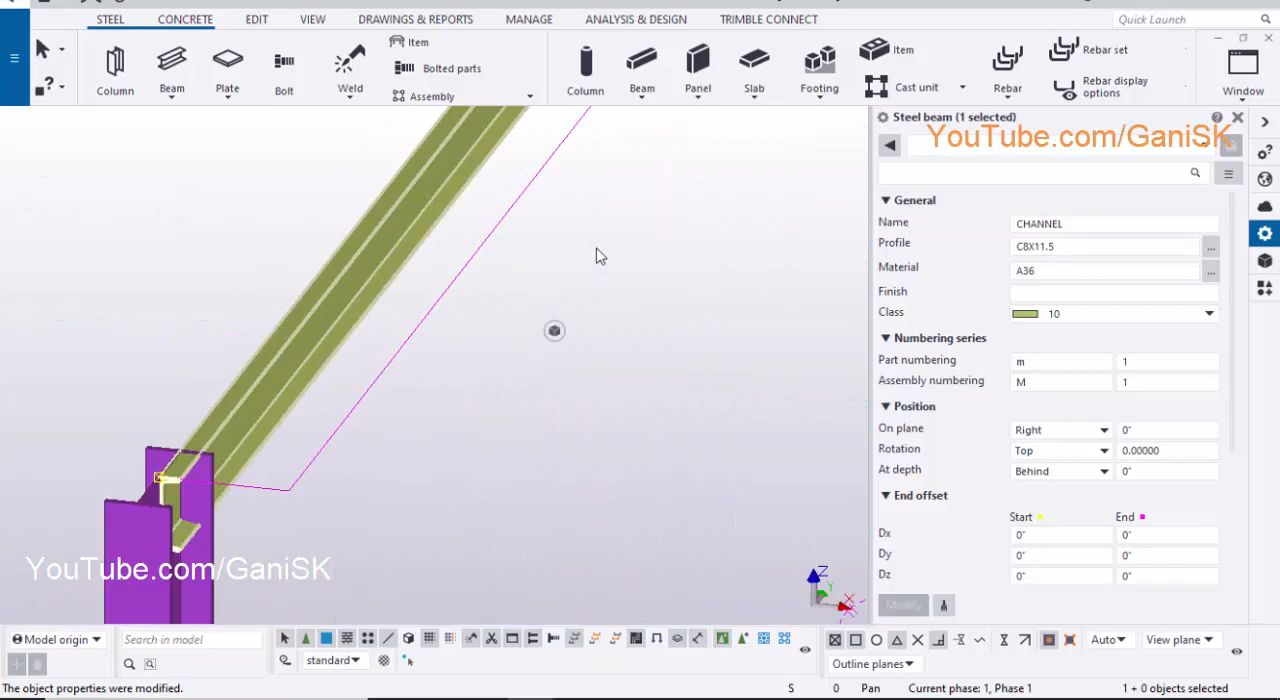 STEEL CONCRETE EDIT VIEW DRAWINGS & REPORTS MANAGE ANALYSIS & DESIGN TRIMBLE CONNECT Quick Launch
Column Beam Plate Bolt Weld
Item
Bolted parts
Assembly
Column Beam Panel Slab Footing
Item
Cast unit
Rebar
Rebar set
Rebar display options
Window
Steel beam (1 selected)
YouTube.com/GaniSK
General
Name CHANNEL
Profile C8X11.5 ...
Material A36 ...
Finish
Class 10
Numbering series
Part numbering m 1
Assembly numbering M 1
Position
On plane Right 0"
Rotation Top 0.00000
At depth Behind 0"
End offset
Start End
Dx 0" 0"
Dy 0" 0"
Dz 0" 0"
Modify
YouTube.com/GaniSK
Z
Y
Model origin Search in model
standard
Auto View plane
Outline planes
The object properties were modified. S 0 Pan Current phase: 1, Phase 1 1 + 0 objects selected